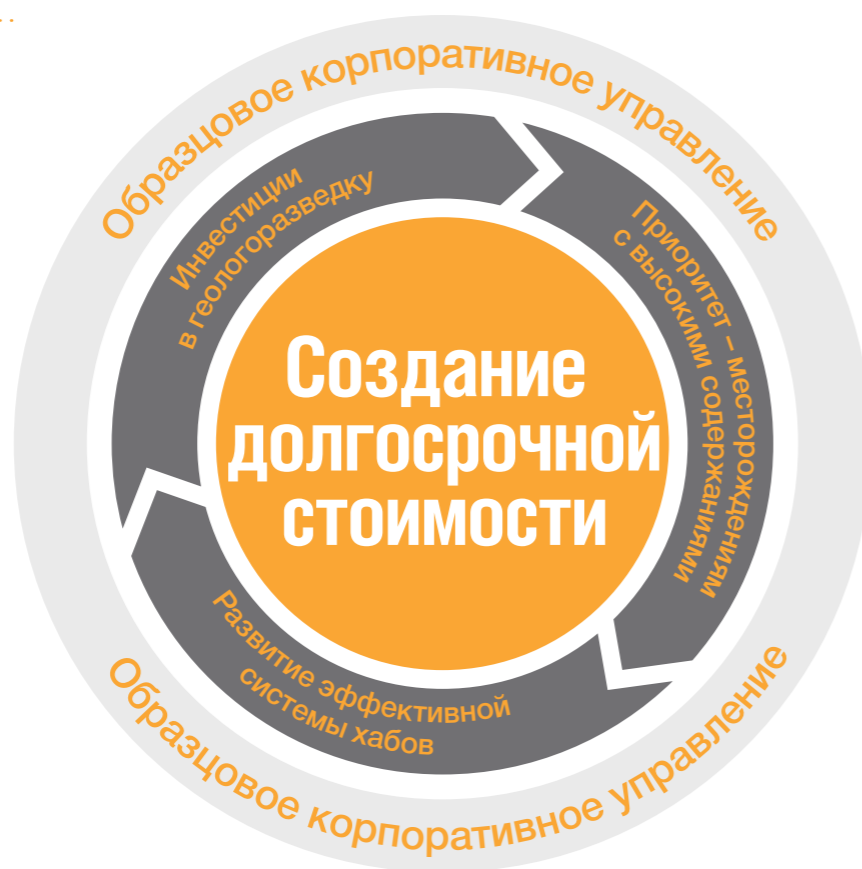 Образцовое корпоративное управление
Инвестиции
в геологоразведку
Приоритет – месторождениям
с высокими содержаниями
Создание
долгосрочной
стоимости
Развитие эффективной
системы хабов
Образцовое корпоративное управление